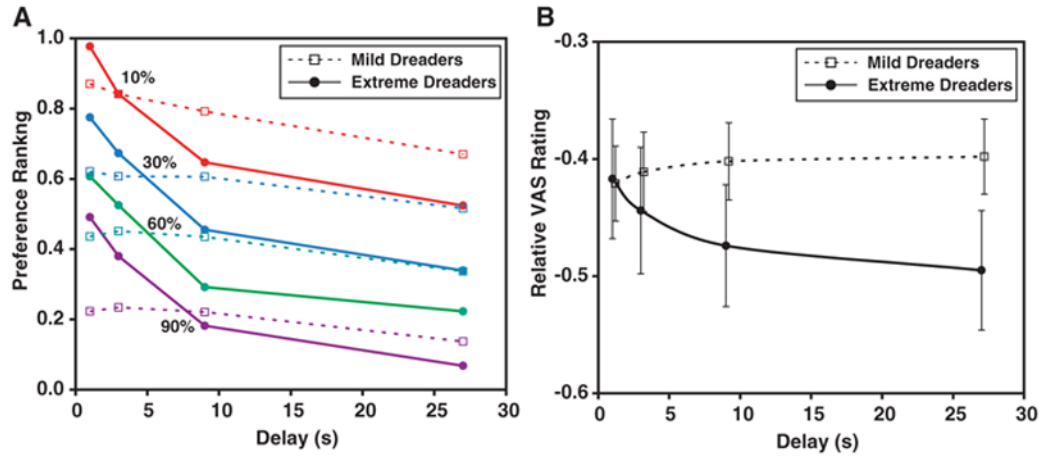 A
Preference Rankng
1.0
0.8
0.6
0.4
0.2
0.0
Mild Dreaders
Extreme Dreaders
10%
30%
60%
90%
0 5 10 15 20 25 30
Delay (s)
B
Relative VAS Rating
-0.3
-0.4
-0.5
-0.6
Mild Dreaders
Extreme Dreaders
0 5 10 15 20 25 30
Delay (s)